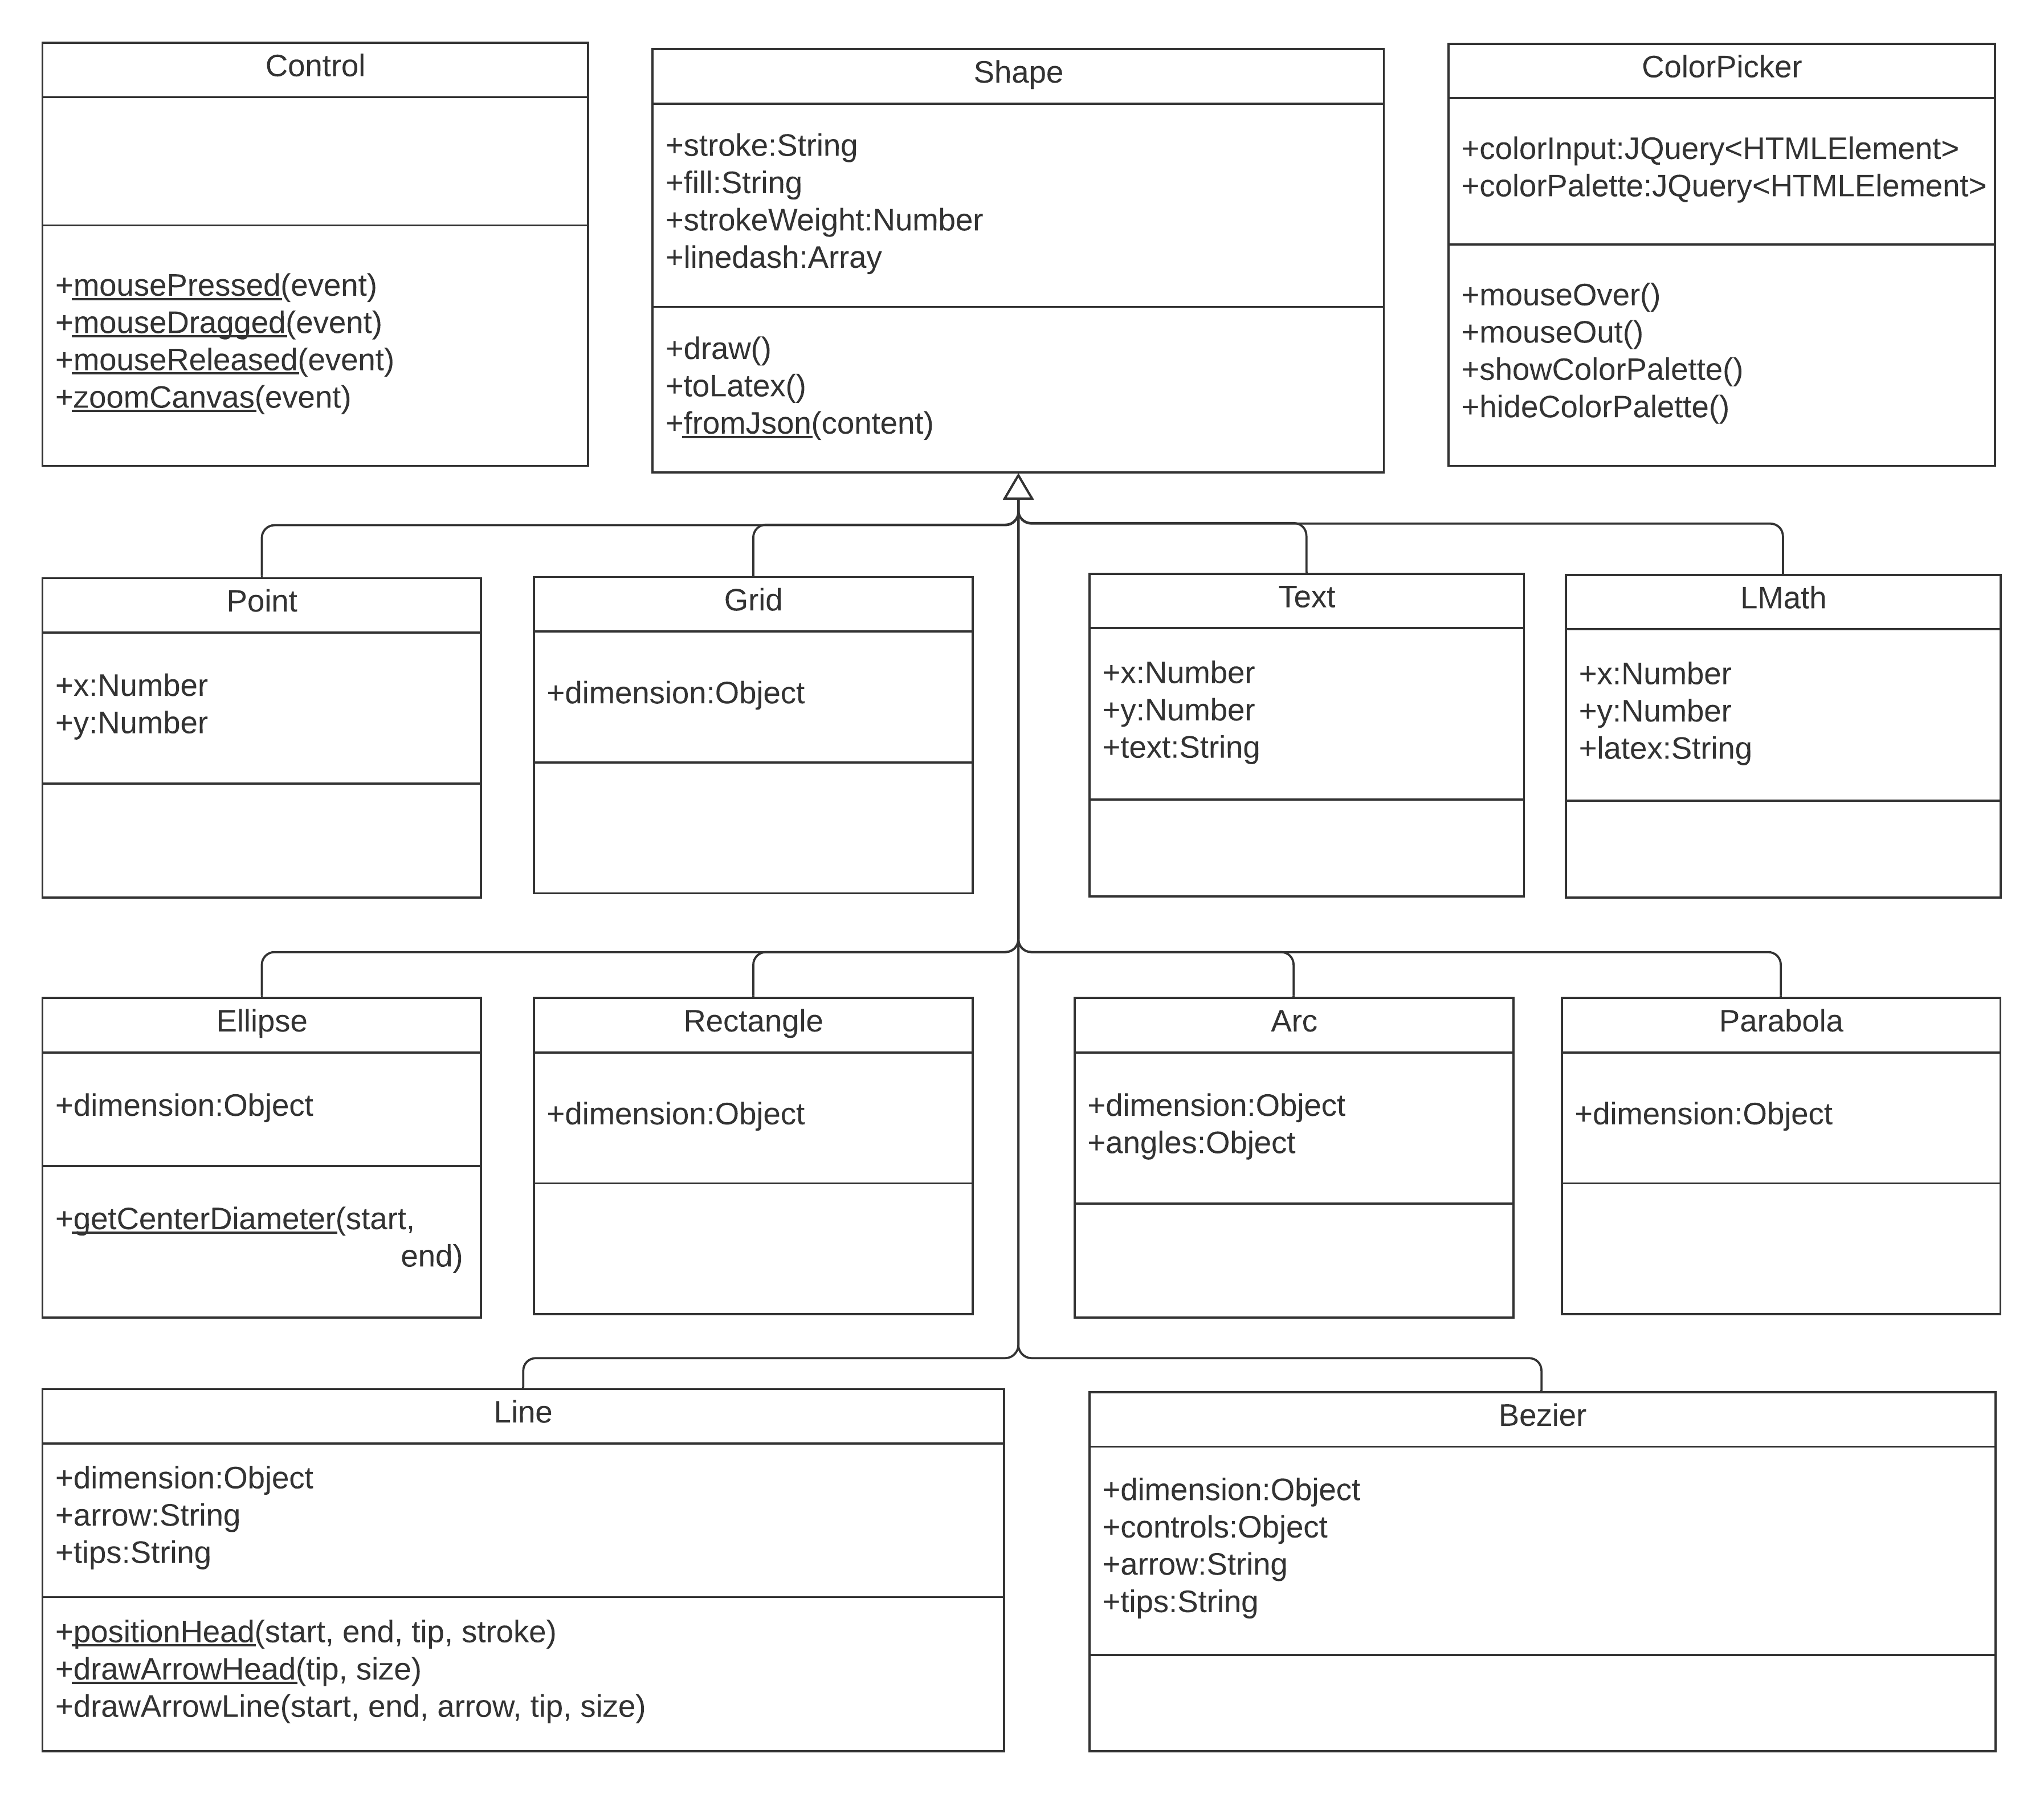 Control
+mousePressed(event)
+mouseDragged(event)
+mouseReleased(event)
+zoomCanvas(event)
Shape
+stroke:String
+fill:String
+strokeWeight:Number
+linedash:Array
+draw()
+toLatex()
+fromJson(content)
ColorPicker
+colorInput:JQuery<HTMLElement>
+colorPalette:JQuery<HTMLElement>
+mouseOver()
+mouseOut()
+showColorPalette()
+hideColorPalette()
Point
+x:Number
+y:Number
Grid
+dimension:Object
Text
+x:Number
+y:Number
+text:String
LMath
+x:Number
+y:Number
+latex:String
Ellipse
+dimension:Object
+getCenterDiameter(start,
end)
Rectangle
+dimension:Object
Arc
+dimension:Object
+angles:Object
Parabola
+dimension:Object
Line
+dimension:Object
+arrow:String
+tips:String
+positionHead(start, end, tip, stroke)
+drawArrowHead(tip, size)
+drawArrowLine(start, end, arrow, tip, size)
Bezier
+dimension:Object
+controls:Object
+arrow:String
+tips:String